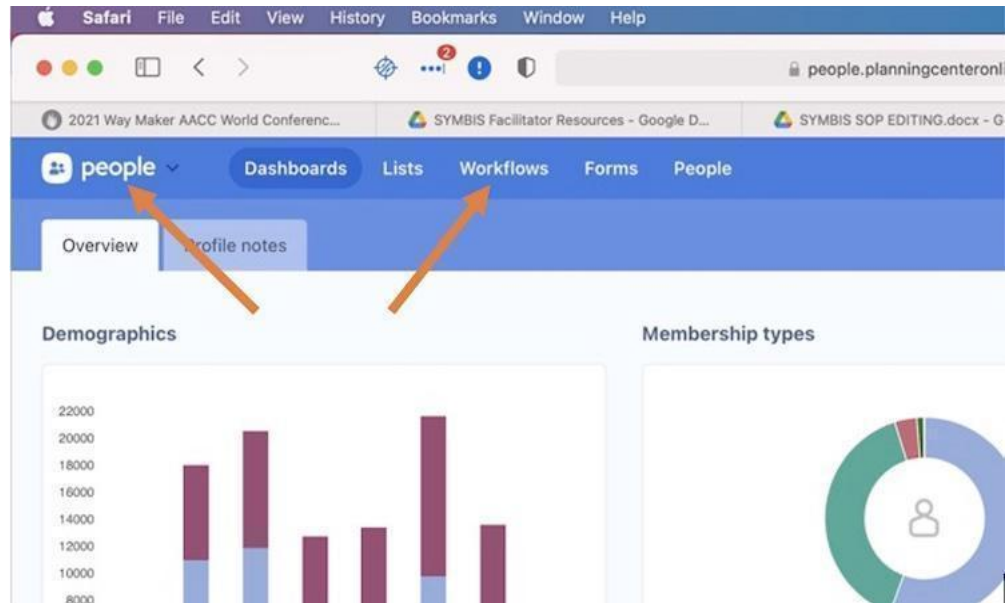 Safari File Edit View History Bookmarks Window Help
2
people.planningcenteronli
2021 Way Maker AACC World Conferenc... SYMBIS Facilitator Resources - Google D... SYMBIS SOP EDITING.docx - G
people Dashboards Lists Workflows Forms People
Overview Profile notes
Demographics Membership types
22000
20000
18000
16000
14000
12000
10000
8000